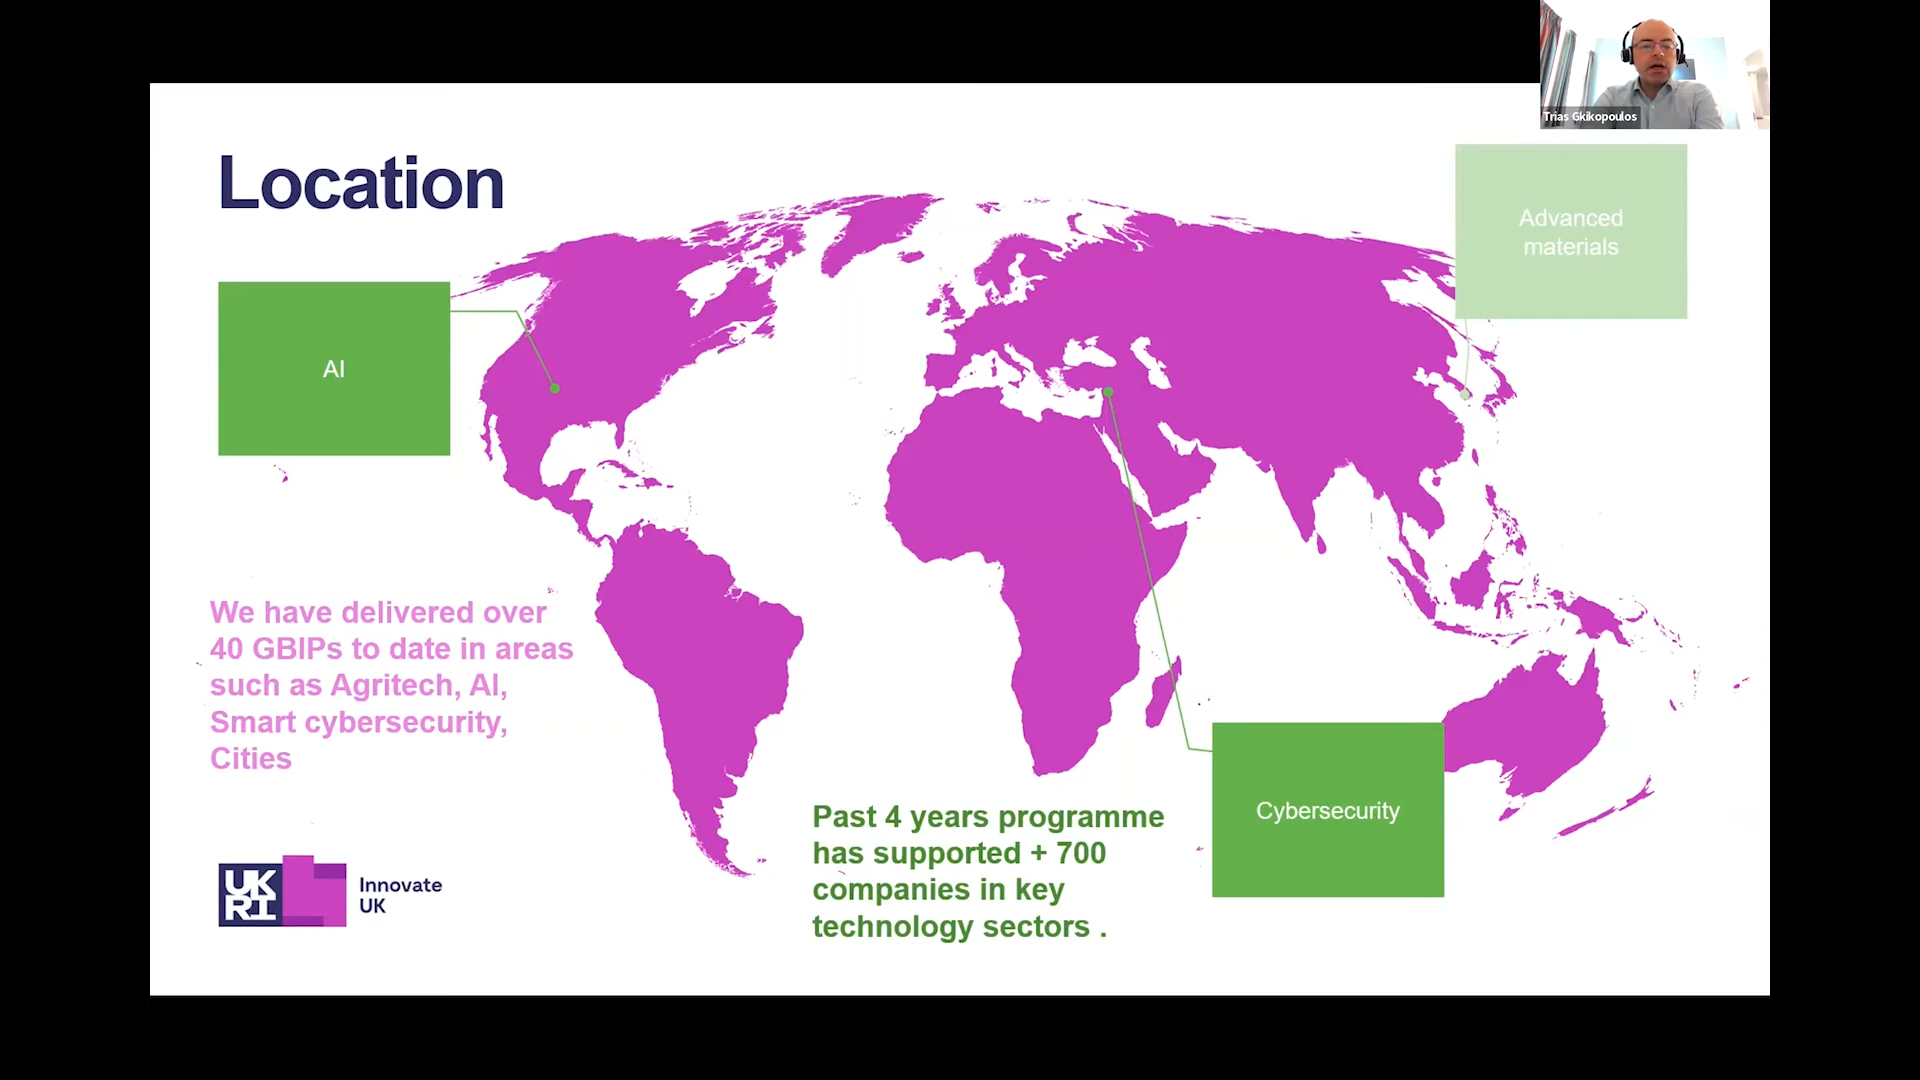 Trias Gkikopoulos
Location
Advanced
materials
AI
We have delivered over
40 GBIPs to date in areas
such as Agritech, AI,
Smart cybersecurity,
Cities
Cybersecurity
Past 4 years programme
has supported + 700
companies in key
technology sectors .
UK
RI
Innovate
UK